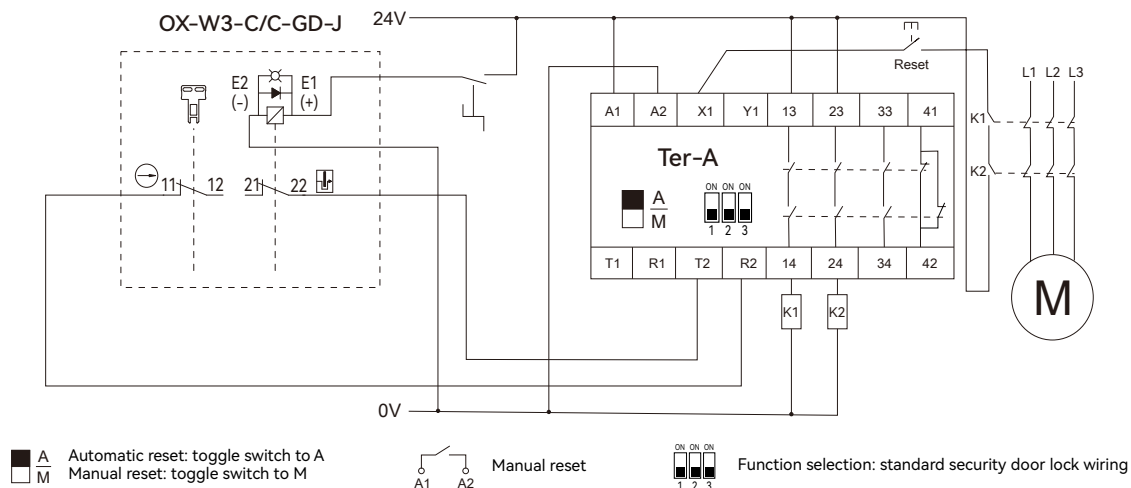 OX-W3-C/C-GD-J
24V
E2 E1
(-) (+)
Reset
L1 L2 L3
A1 A2 X1 Y1 13 23 33 41
K1
Ter-A
K2
11 12 21 22
A
M
ON ON ON
1 2 3
T1 R1 T2 R2 14 24 34 42
K1 K2
M
0V
A
M
Automatic reset: toggle switch to A
Manual reset: toggle switch to M
A1 A2
Manual reset
ON ON ON
1 2 3
Function selection: standard security door lock wiring